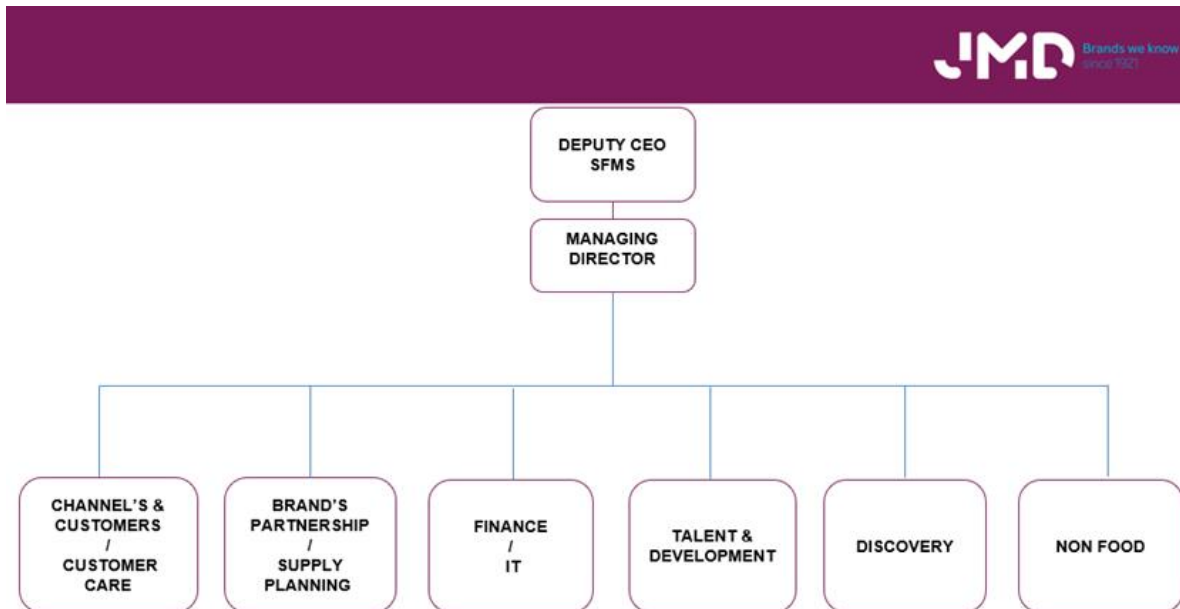 JMD
Brands we know
since 1921
DEPUTY CEO
SFMS
MANAGING
DIRECTOR
CHANNEL'S &
CUSTOMERS
/
CUSTOMER
CARE
BRAND'S
PARTNERSHIP
/
SUPPLY
PLANNING
FINANCE
/
IT
TALENT &
DEVELOPMENT
DISCOVERY
NON FOOD